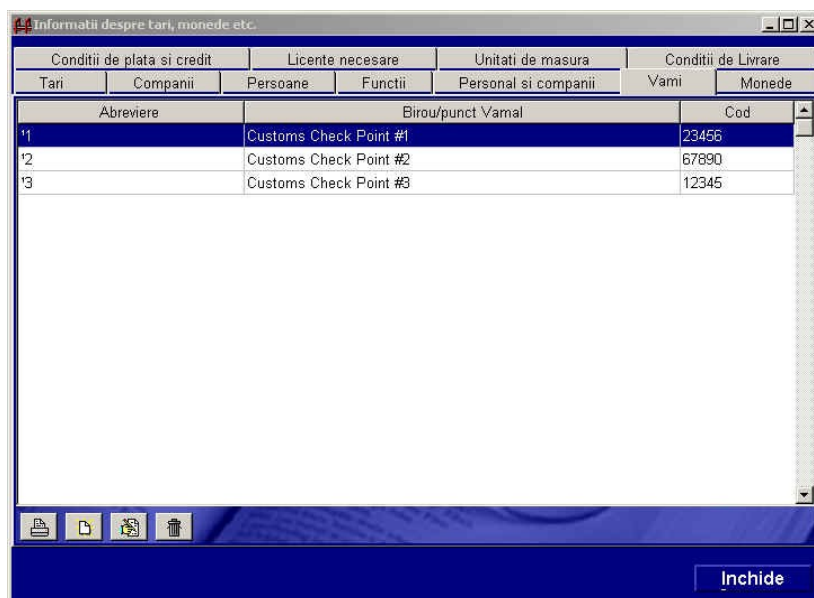 Informatii despre tari, monede etc.
Conditii de plata si credit Licente necesare Unitati de masura Conditii de Livrare
Tari Companii Persoane Functii Personal si companii Vami Monede
Abreviere Birou/punct Vamal Cod
'1 Customs Check Point #1 23456
'2 Customs Check Point #2 67890
'3 Customs Check Point #3 12345
Inchide